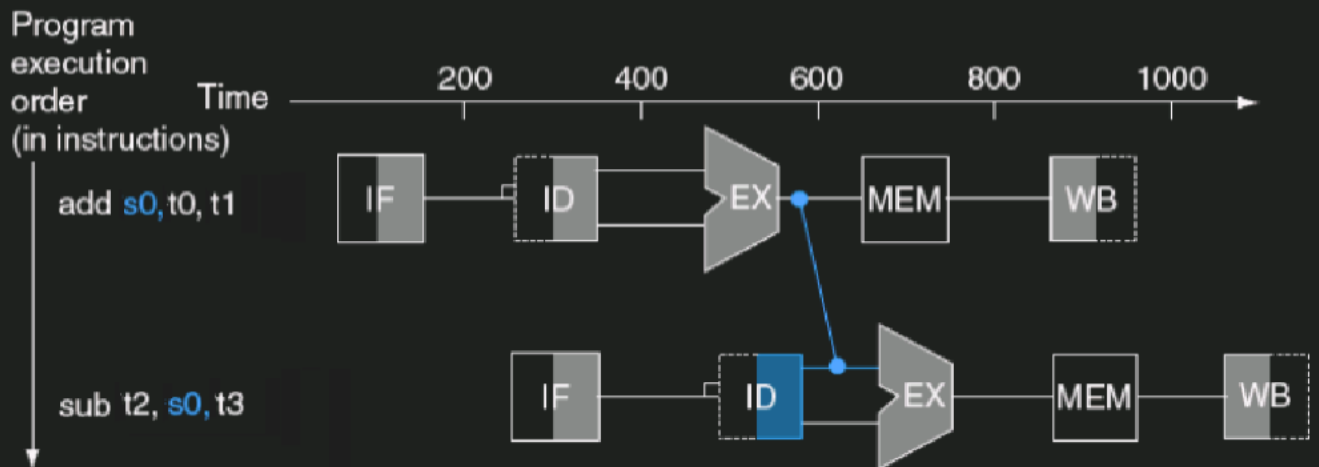 Program
execution
order
(in instructions)
Time
200 400 600 800 1000
add s0, t0, t1
IF ID EX MEM WB
sub t2, s0, t3
IF ID EX MEM WB